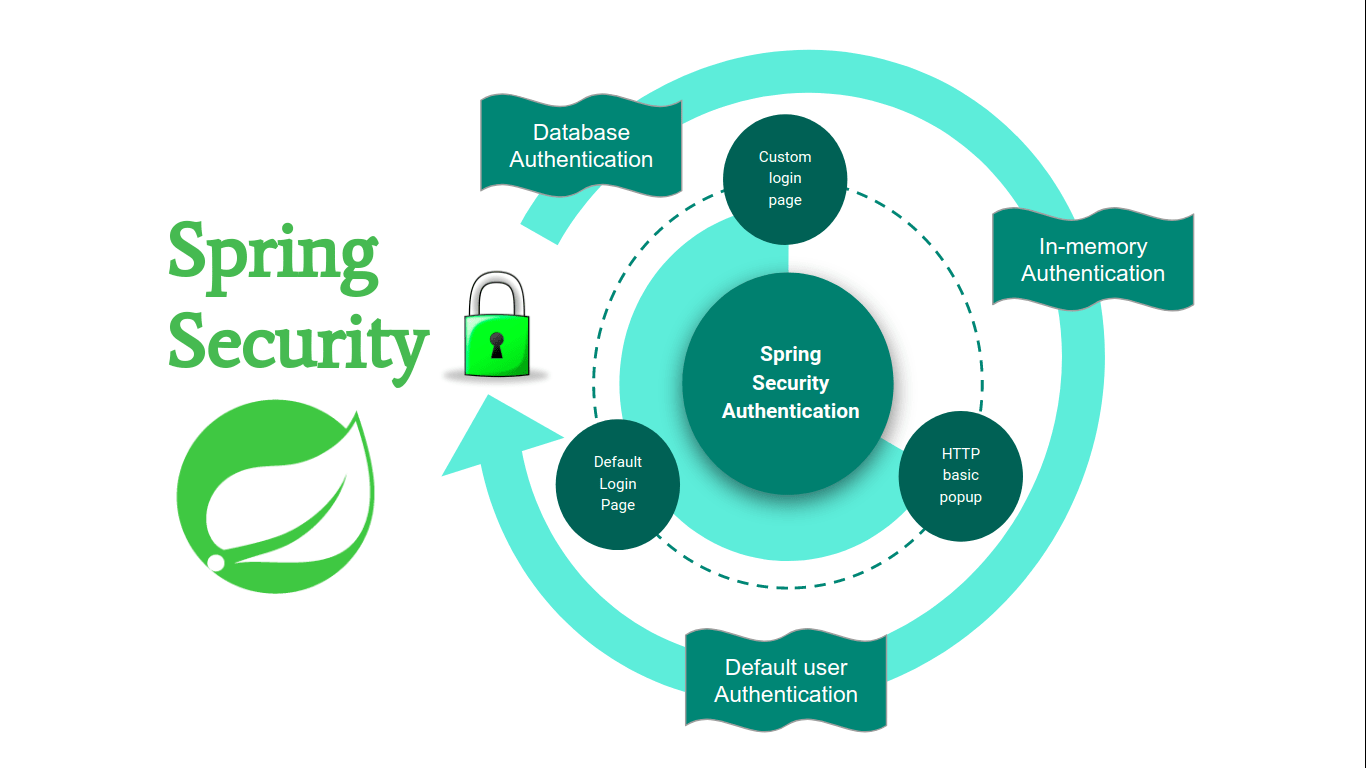 Spring
Security
Database
Authentication
Custom
login
page
In-memory
Authentication
Spring
Security
Authentication
Default
Login
Page
HTTP
basic
popup
Default user
Authentication